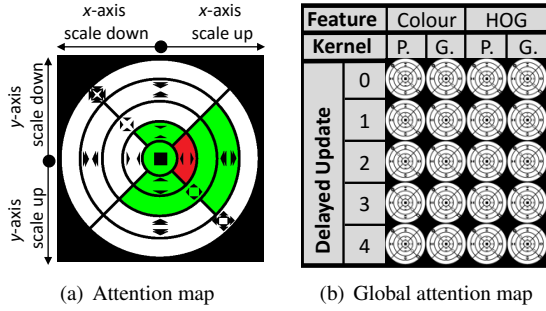 x-axis
scale down
x-axis
scale up
y-axis
scale down
y-axis
scale up
(a) Attention map
Feature Colour HOG
Kernel P. G. P. G.
Delayed Update
0
1
2
3
4
(b) Global attention map